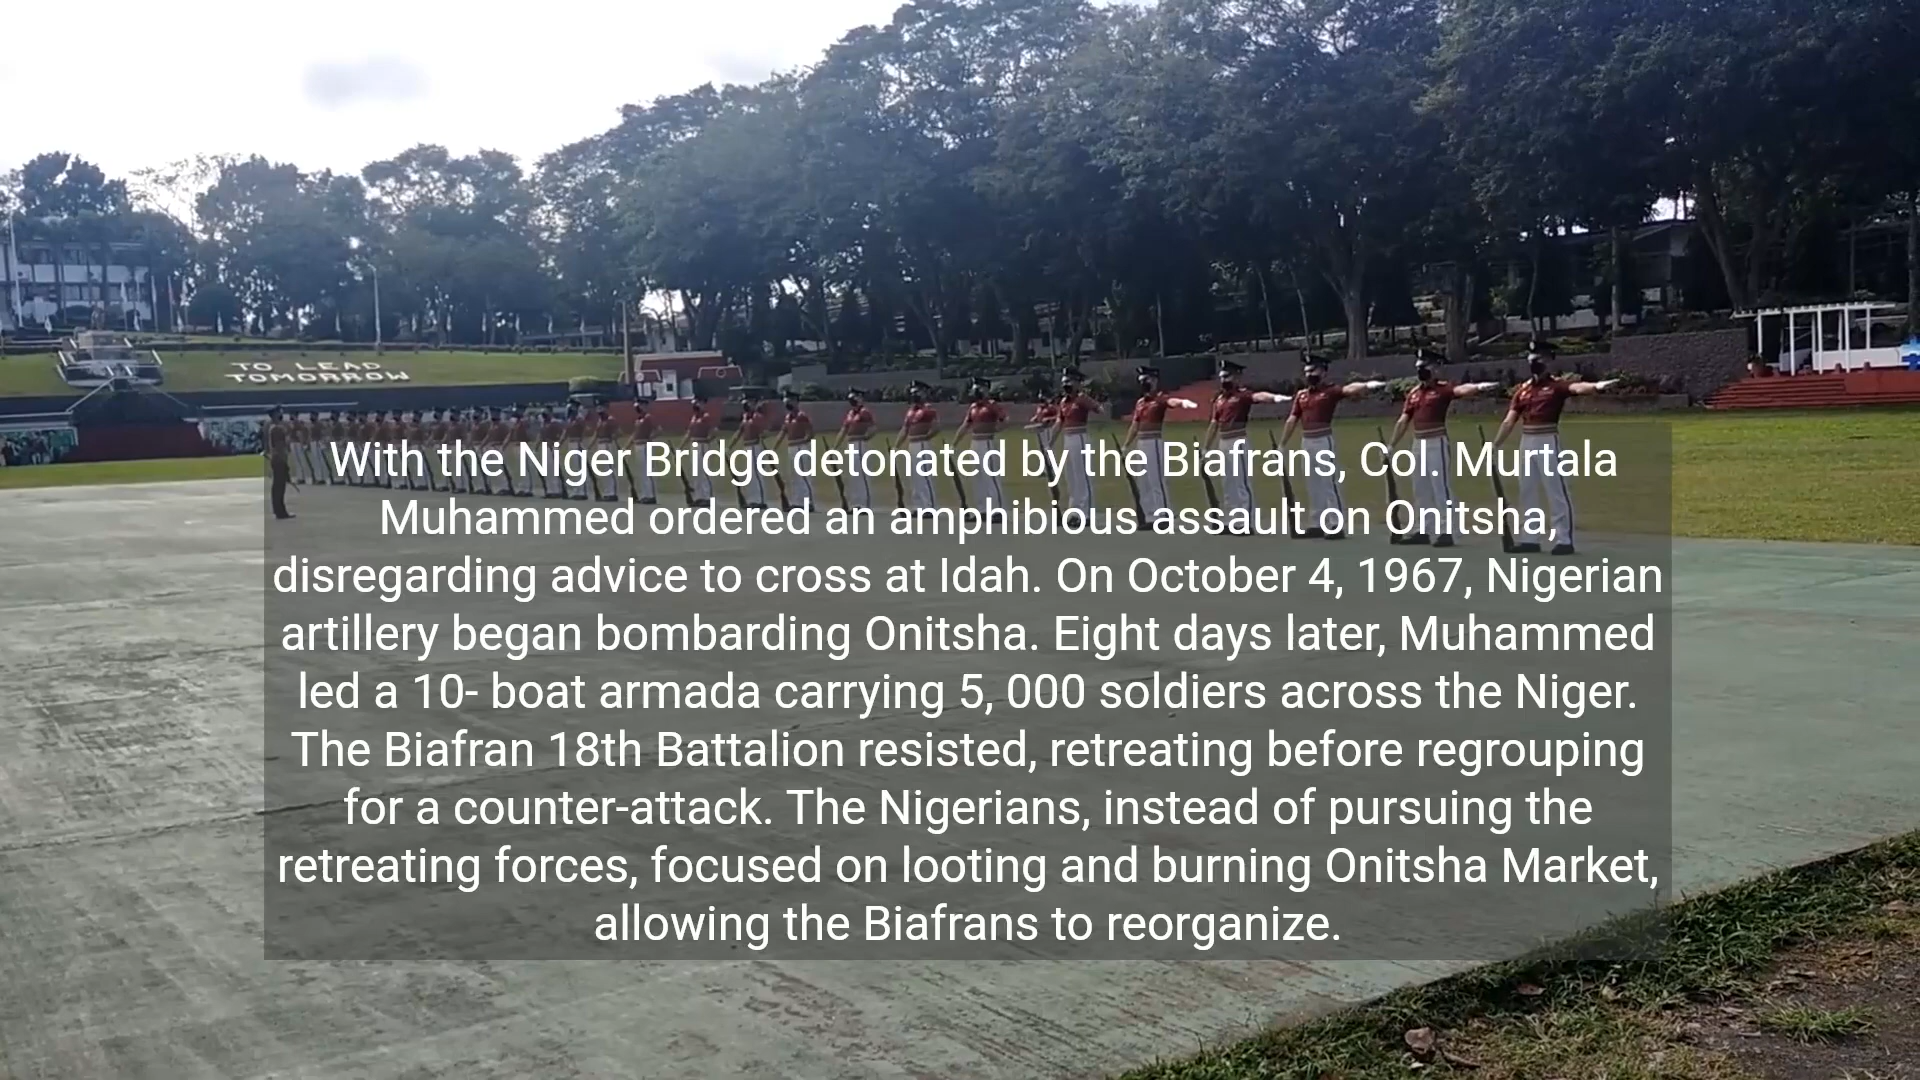 TO LEAD
TOMORROW
With the Niger Bridge detonated by the Biafrans, Col. Murtala
Muhammed ordered an amphibious assault on Onitsha,
disregarding advice to cross at Idah. On October 4, 1967, Nigerian
artillery began bombarding Onitsha. Eight days later, Muhammed
led a 10- boat armada carrying 5, 000 soldiers across the Niger.
The Biafran 18th Battalion resisted, retreating before regrouping
for a counter-attack. The Nigerians, instead of pursuing the
retreating forces, focused on looting and burning Onitsha Market,
allowing the Biafrans to reorganize.